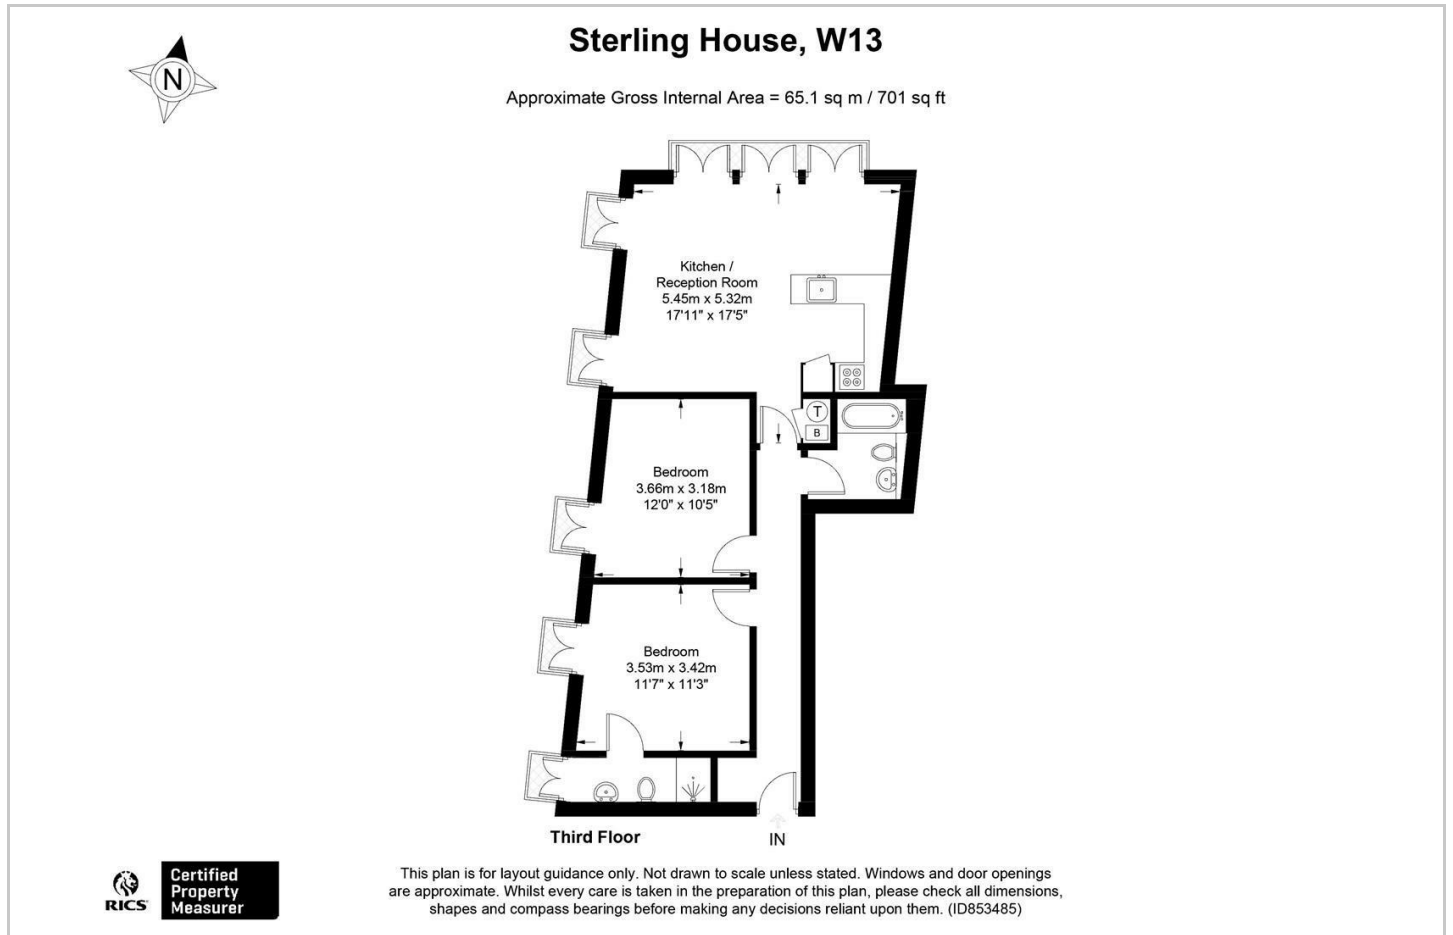 Sterling House, W13
N
Approximate Gross Internal Area = 65.1 sq m / 701 sq ft
Kitchen /
Reception Room
5.45m x 5.32m
17'11" x 17'5"
T
B
Bedroom
3.66m x 3.18m
12'0" x 10'5"
Bedroom
3.53m x 3.42m
11'7" x 11'3"
Third Floor
IN
RICS
Certified
Property
Measurer
This plan is for layout guidance only. Not drawn to scale unless stated. Windows and door openings
are approximate. Whilst every care is taken in the preparation of this plan, please check all dimensions,
shapes and compass bearings before making any decisions reliant upon them. (ID853485)